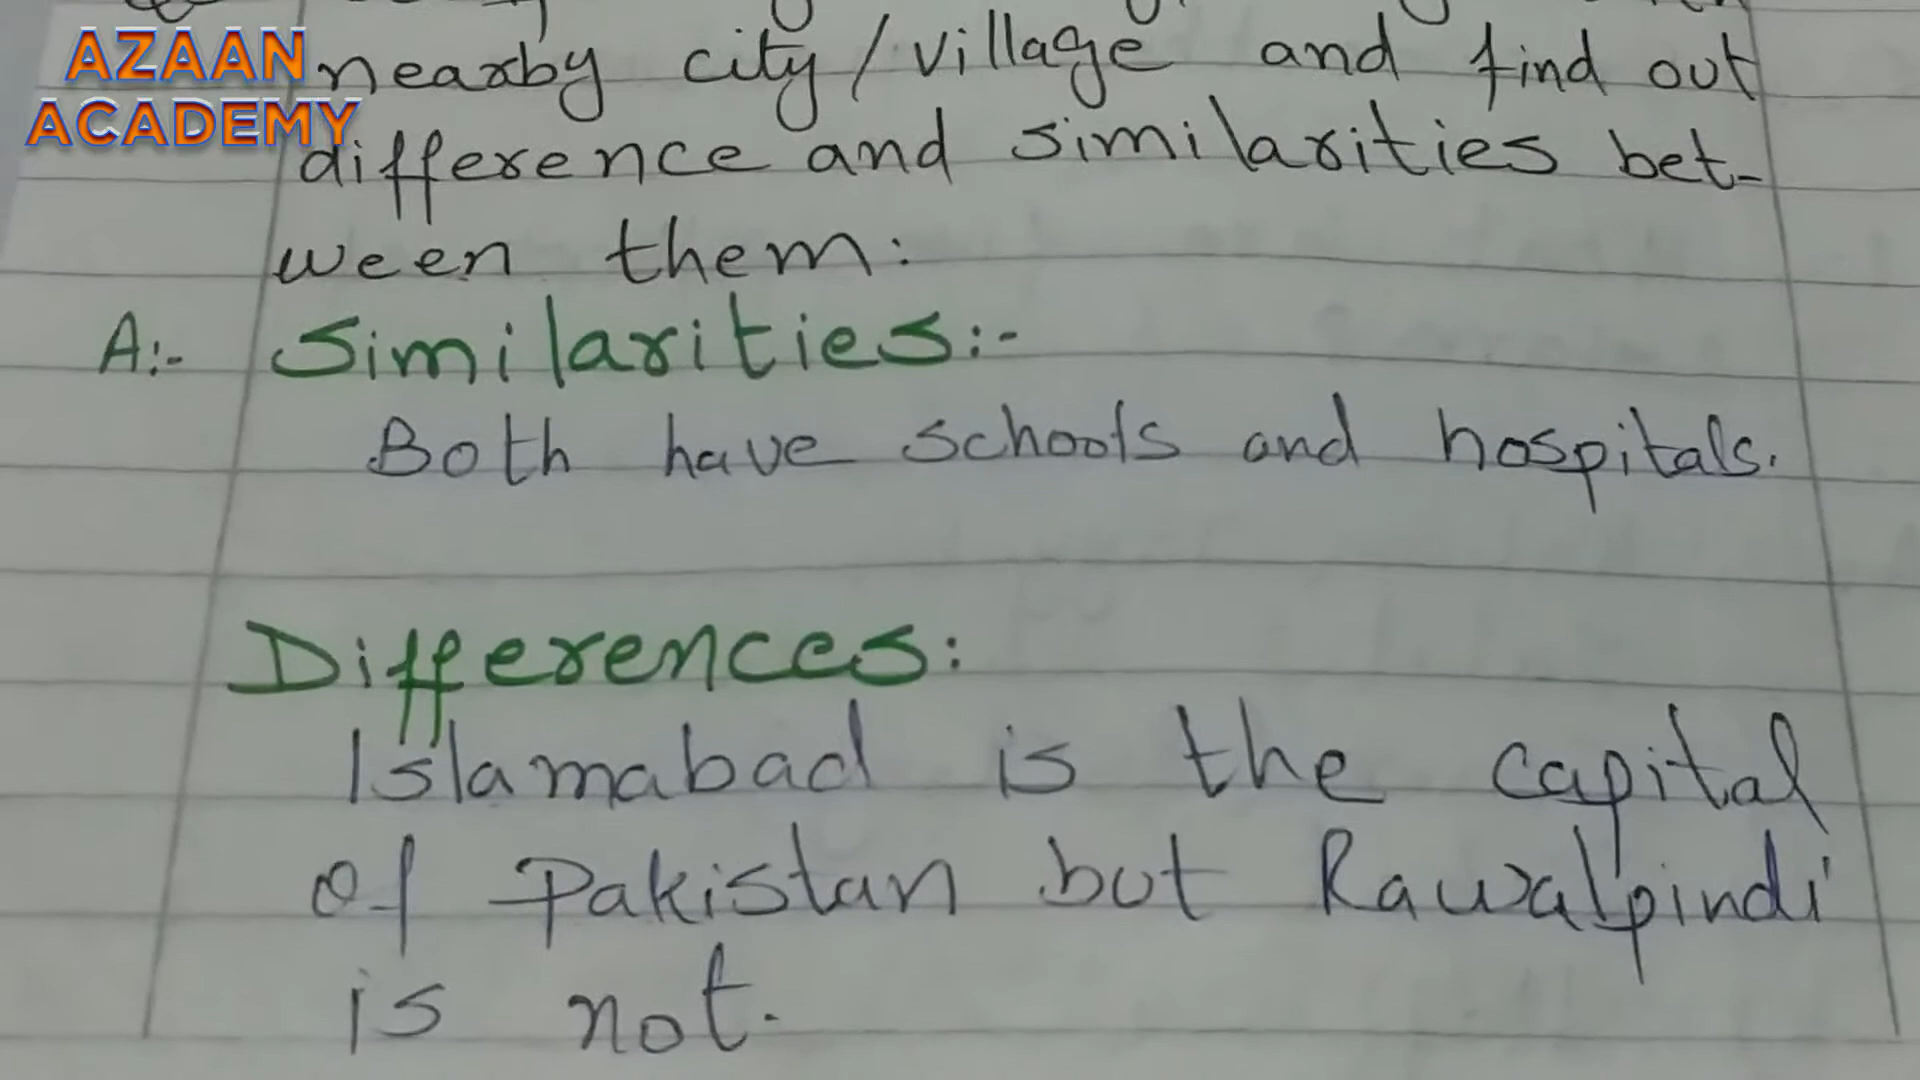 AZAAN
ACADEMY
nearby city/village and find out
difference and similarities bet-
ween them:
A:- Similarities:-
Both have schools and hospitals.
Differences:
Islamabad is the capital
of Pakistan but Rawalpindi
is not.